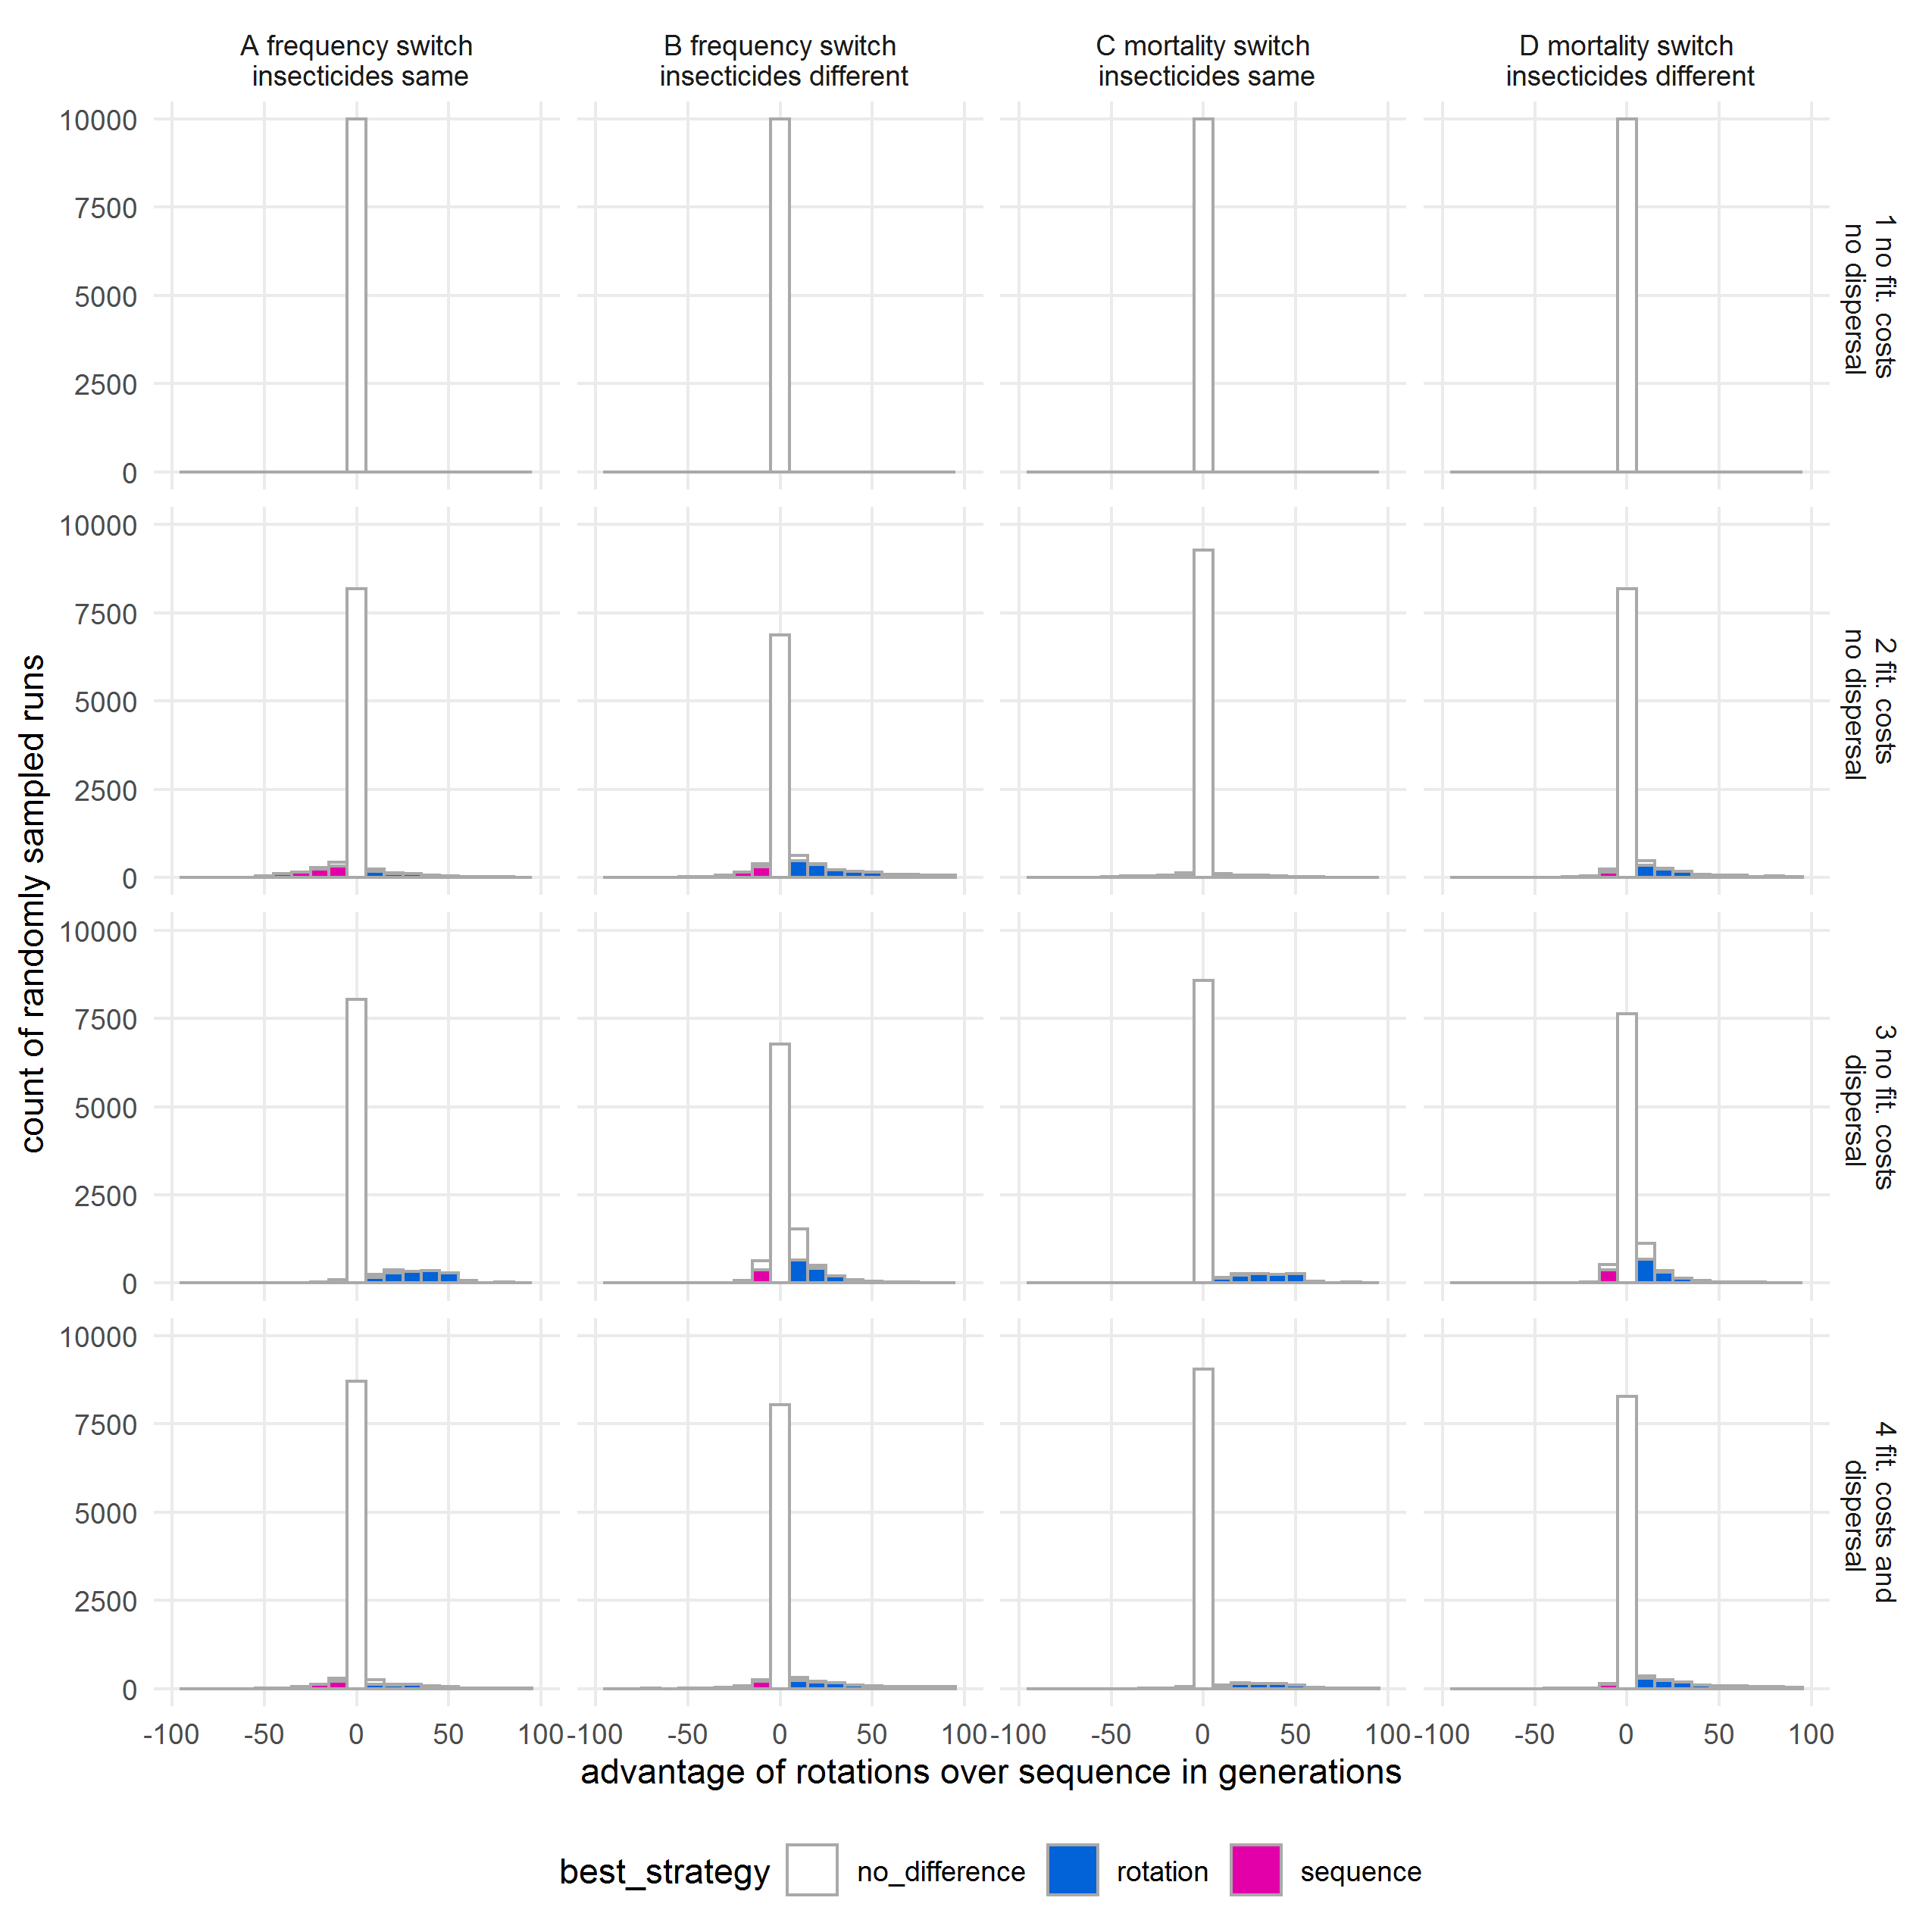 A frequency switch
insecticides same
B frequency switch
insecticides different
C mortality switch
insecticides same
D mortality switch
insecticides different
10000
7500
5000
2500
0
1 no fit. costs
no dispersal
10000
7500
5000
2500
0
2 fit. costs
no dispersal
10000
7500
5000
2500
0
3 no fit. costs
dispersal
10000
7500
5000
2500
0
4 fit. costs and
dispersal
count of randomly sampled runs
-100 -50 0 50 100
-100 -50 0 50 100
-100 -50 0 50 100
-100 -50 0 50 100
advantage of rotations over sequence in generations
best_strategy no_difference rotation sequence